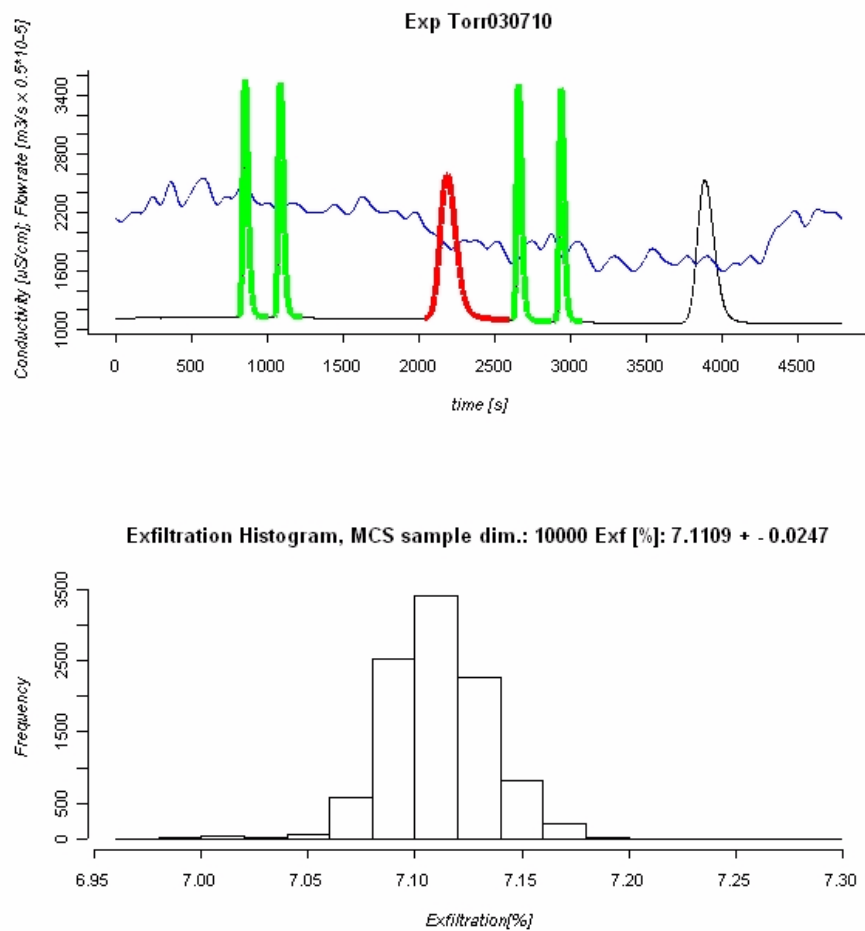 Exp Torr030710
Conductivity [uS/cm]; Flowrate [m3/s x 0.5*10-5]
3400
2800
2200
1600
1000
0 500 1000 1500 2000 2500 3000 3500 4000 4500
time [s]
Exfiltration Histogram, MCS sample dim.: 10000 Exf [%]: 7.1109 + - 0.0247
Frequency
3500
2500
1500
500
0
6.95 7.00 7.05 7.10 7.15 7.20 7.25 7.30
Exfiltration[%]